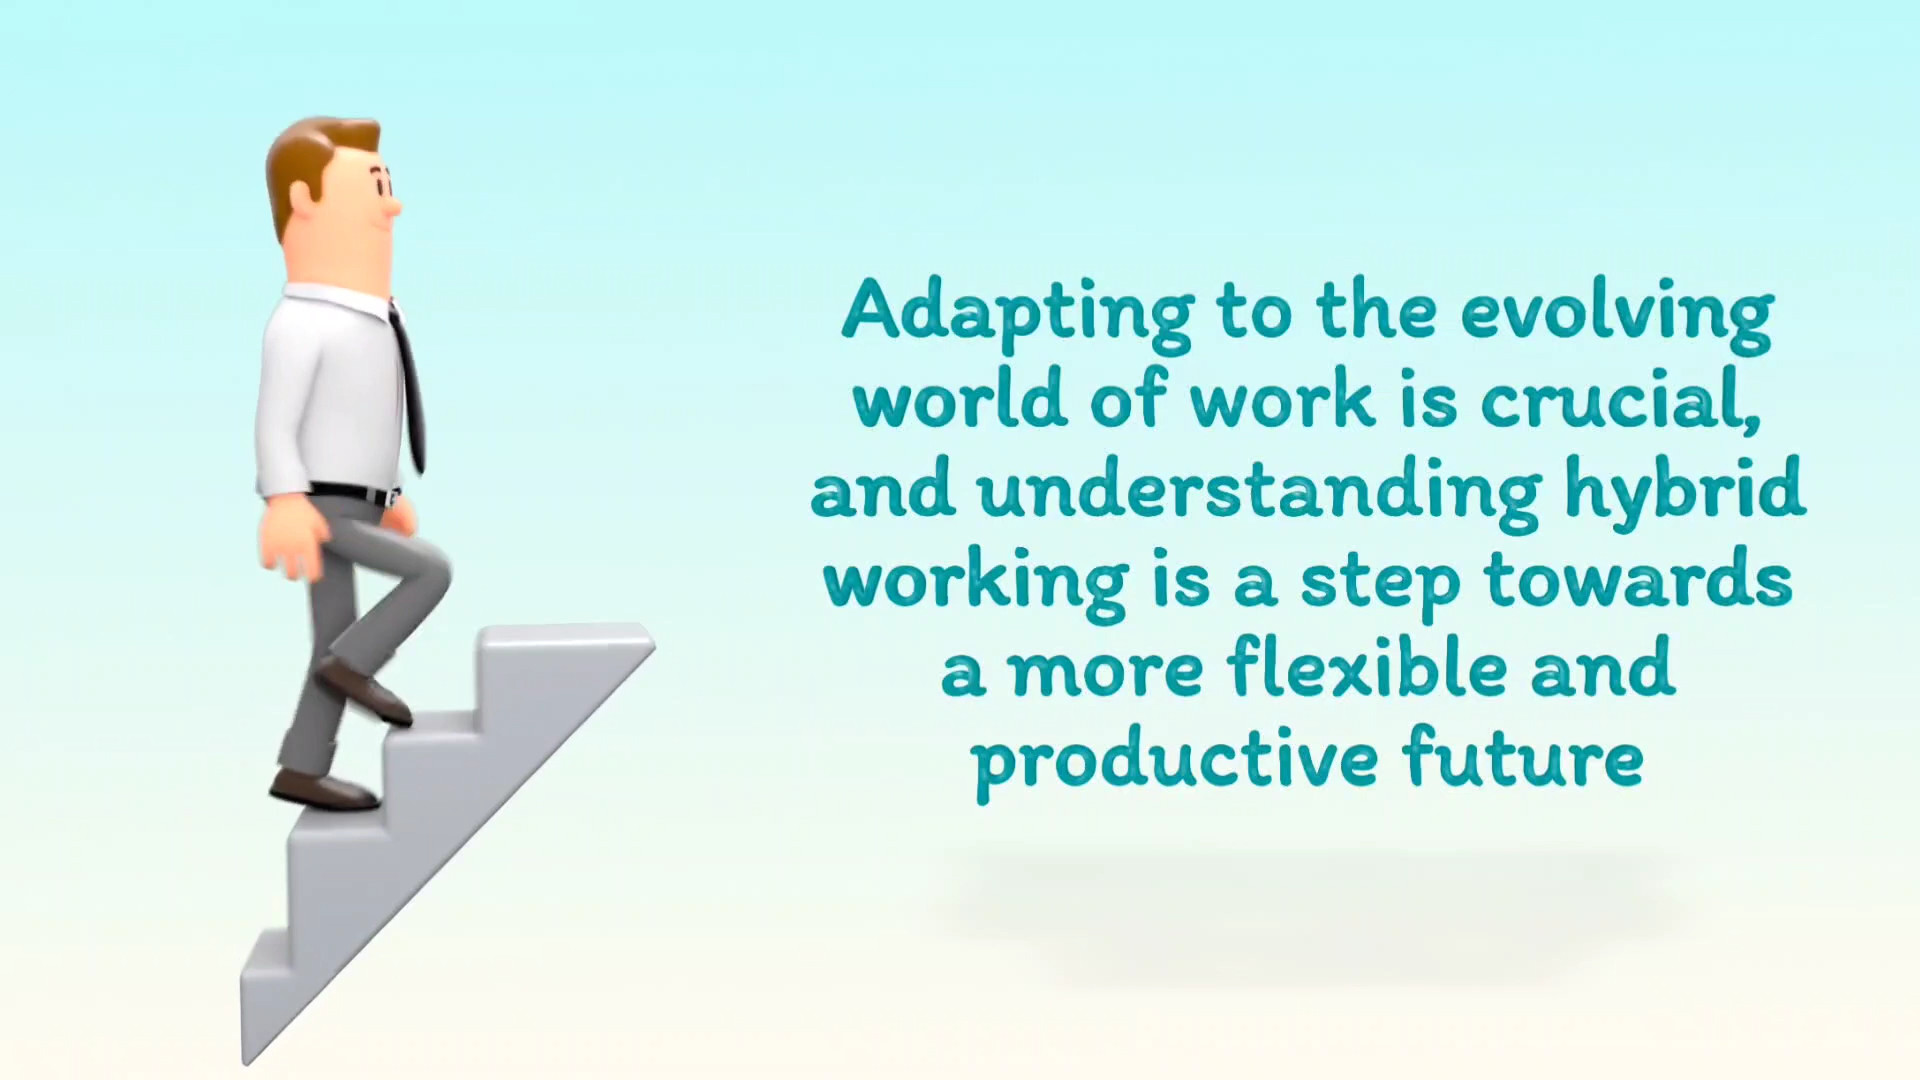 Adapting to the evolving
world of work is crucial,
and understanding hybrid
working is a step towards
a more flexible and
productive future